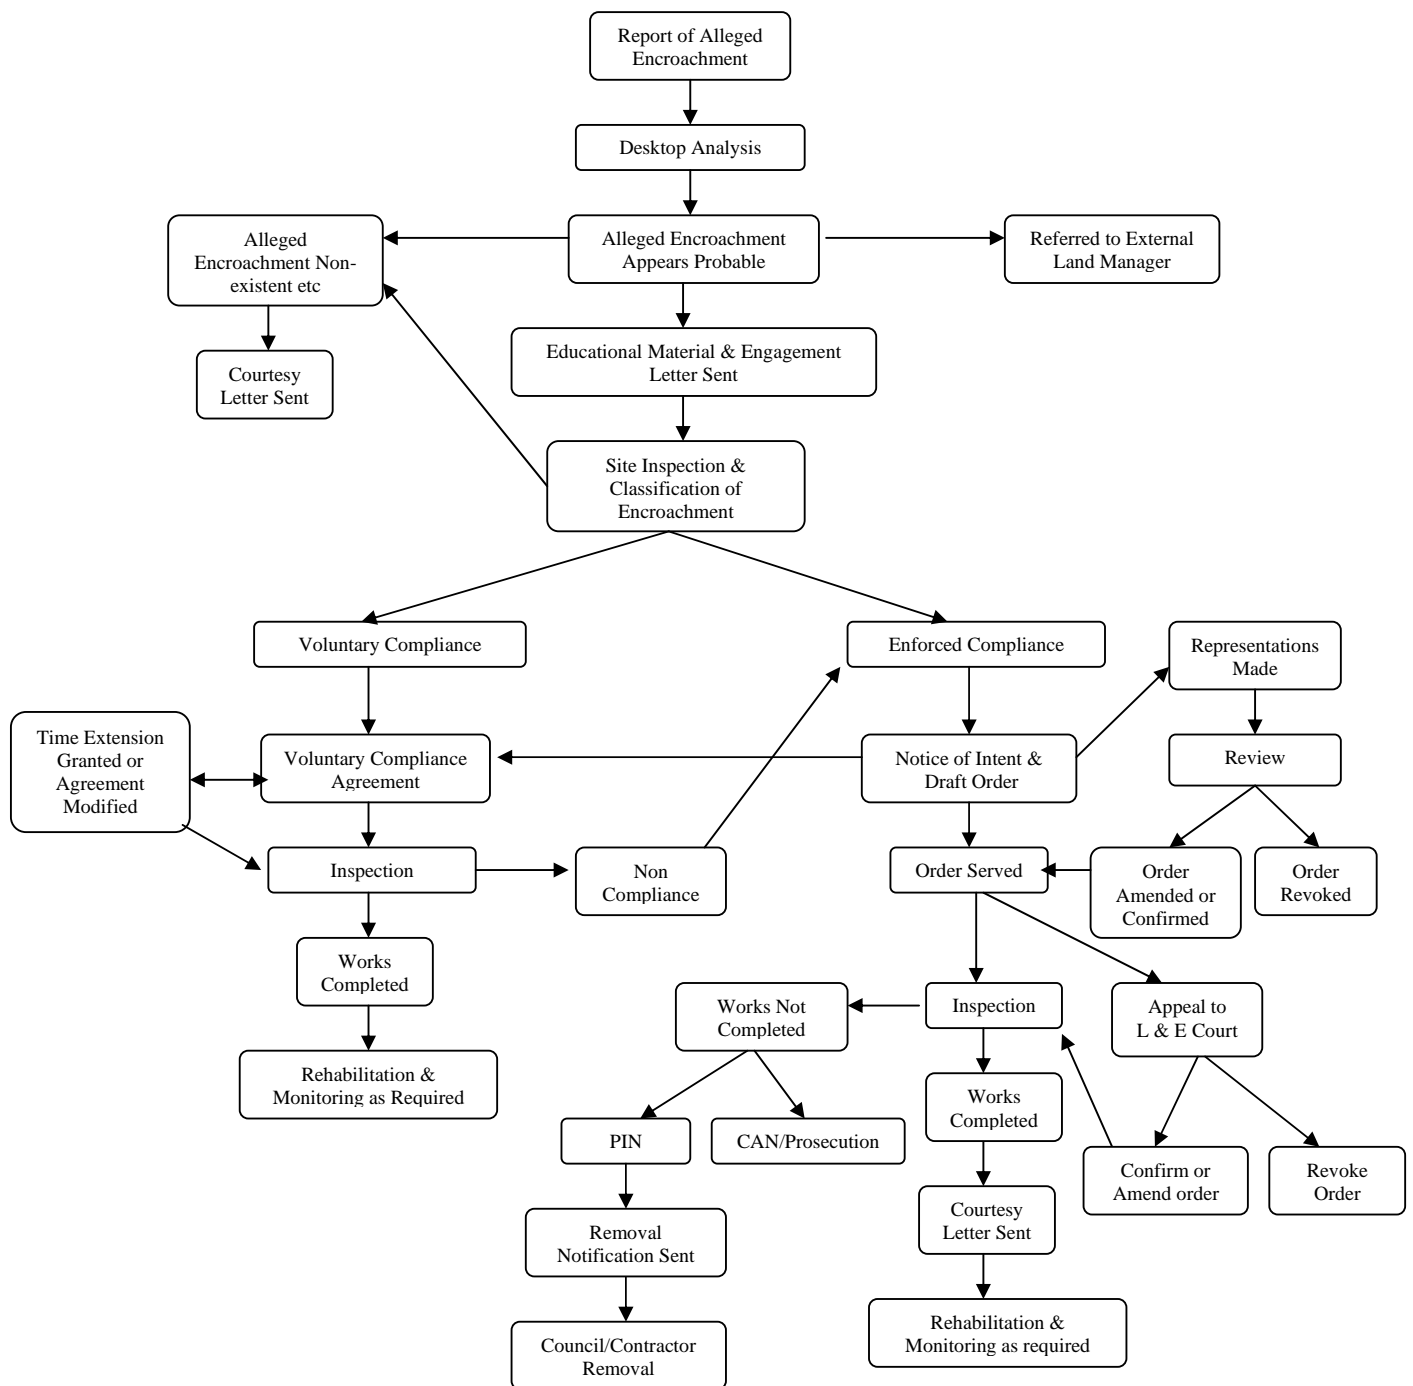 Report of Alleged
Encroachment
Desktop Analysis
Alleged
Encroachment Non-
existent etc
Alleged Encroachment
Appears Probable
Referred to External
Land Manager
Courtesy
Letter Sent
Educational Material & Engagement
Letter Sent
Site Inspection &
Classification of
Encroachment
Voluntary Compliance
Enforced Compliance
Representations
Made
Time Extension
Granted or
Agreement
Modified
Voluntary Compliance
Agreement
Notice of Intent &
Draft Order
Review
Inspection
Non
Compliance
Order Served
Order
Amended or
Confirmed
Order
Revoked
Works
Completed
Works Not
Completed
Inspection
Appeal to
L & E Court
Rehabilitation &
Monitoring as Required
Works
Completed
PIN
CAN/Prosecution
Confirm or
Amend order
Revoke
Order
Removal
Notification Sent
Courtesy
Letter Sent
Council/Contractor
Removal
Rehabilitation &
Monitoring as required